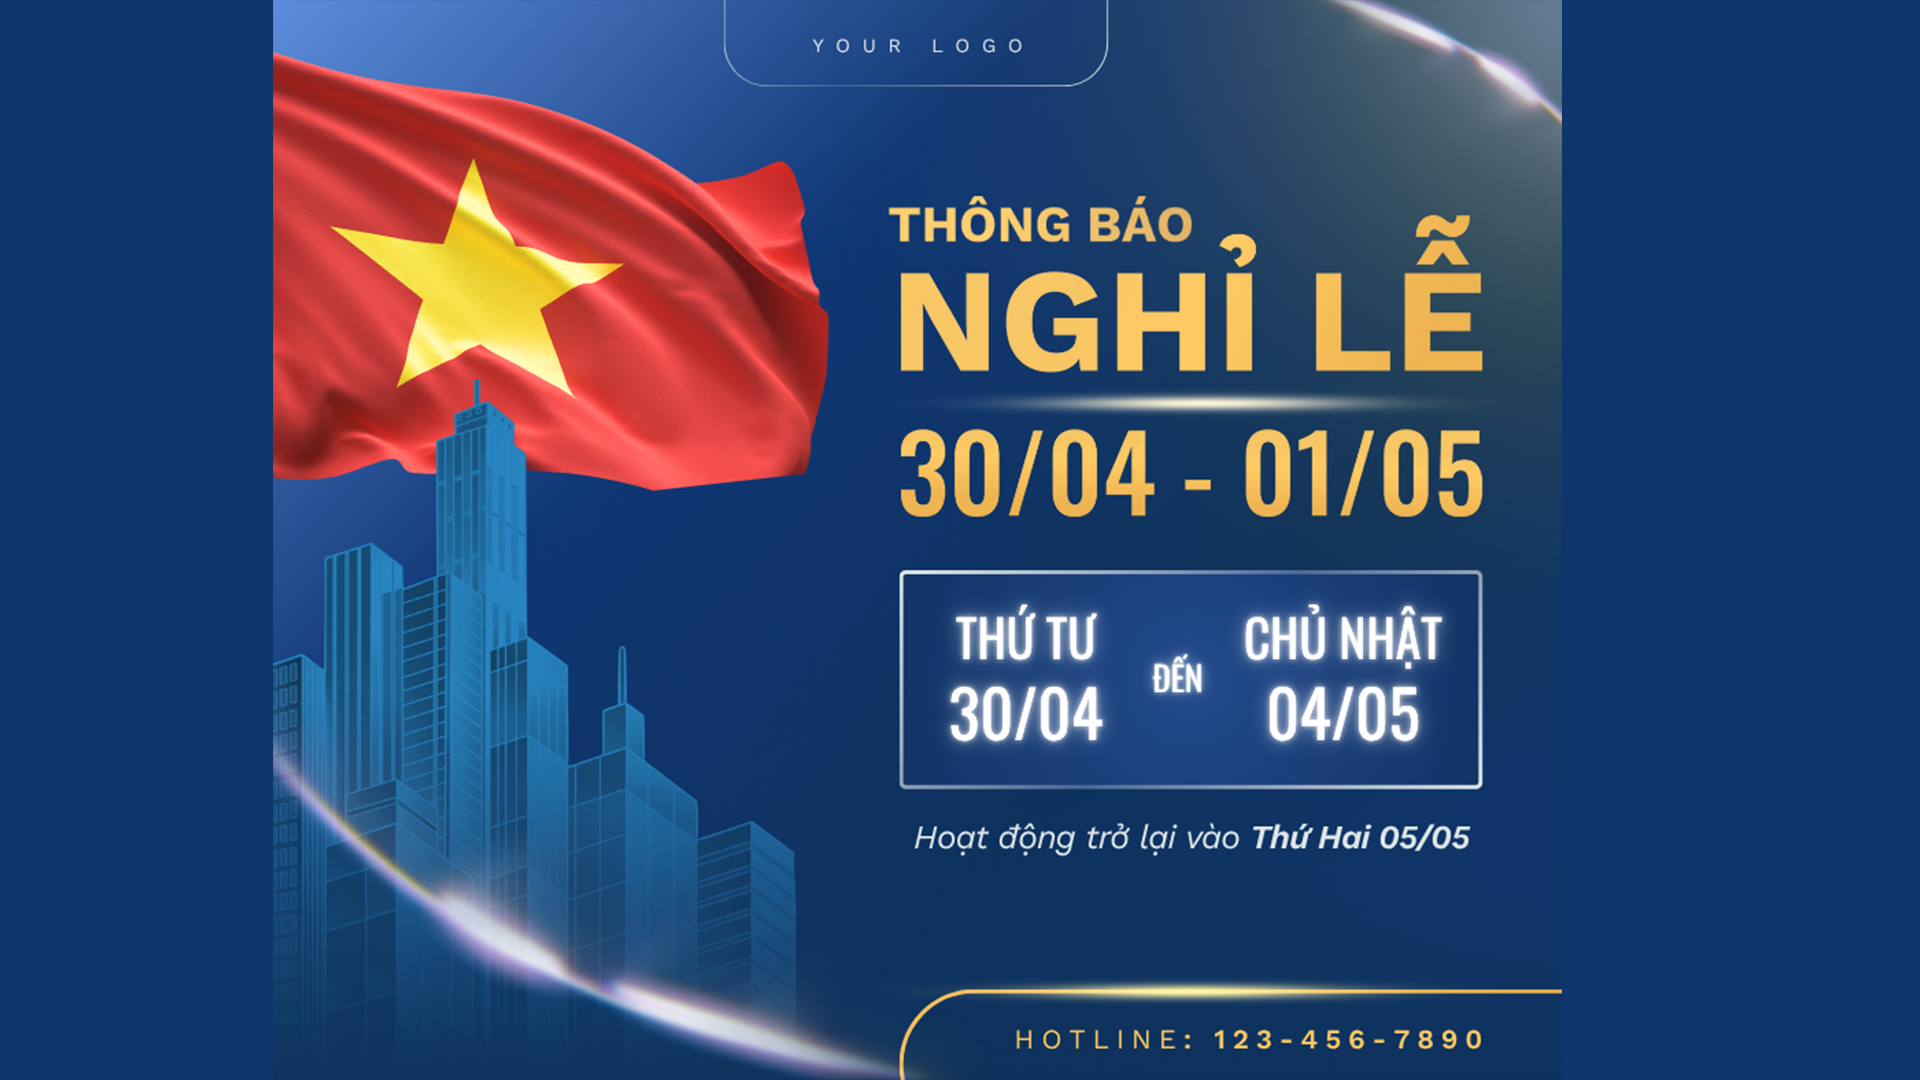 YOUR LOGO
THÔNG BÁO
NGHỈ LỄ
30/04 - 01/05
THỨ TƯ
30/04
ĐẾN
CHỦ NHẬT
04/05
Hoạt động trở lại vào Thứ Hai 05/05
HOTLINE: 123-456-7890